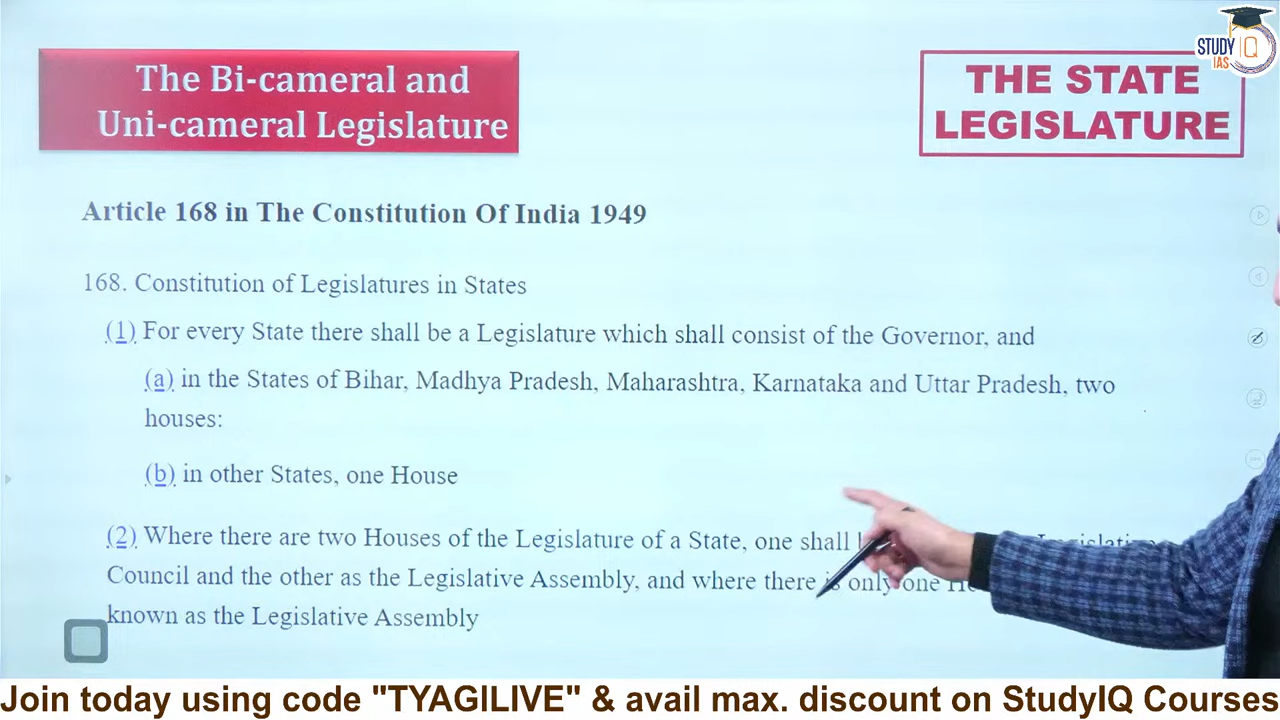 The Bi-cameral and
Uni-cameral Legislature
THE STATE
LEGISLATURE
STUDY IQ
IAS
Article 168 in The Constitution Of India 1949
168. Constitution of Legislatures in States
(1) For every State there shall be a Legislature which shall consist of the Governor, and
(a) in the States of Bihar, Madhya Pradesh, Maharashtra, Karnataka and Uttar Pradesh, two
houses:
(b) in other States, one House
(2) Where there are two Houses of the Legislature of a State, one shall
Council and the other as the Legislative Assembly, and where there is only one
known as the Legislative Assembly
Join today using code "TYAGILIVE" & avail max. discount on StudyIQ Courses